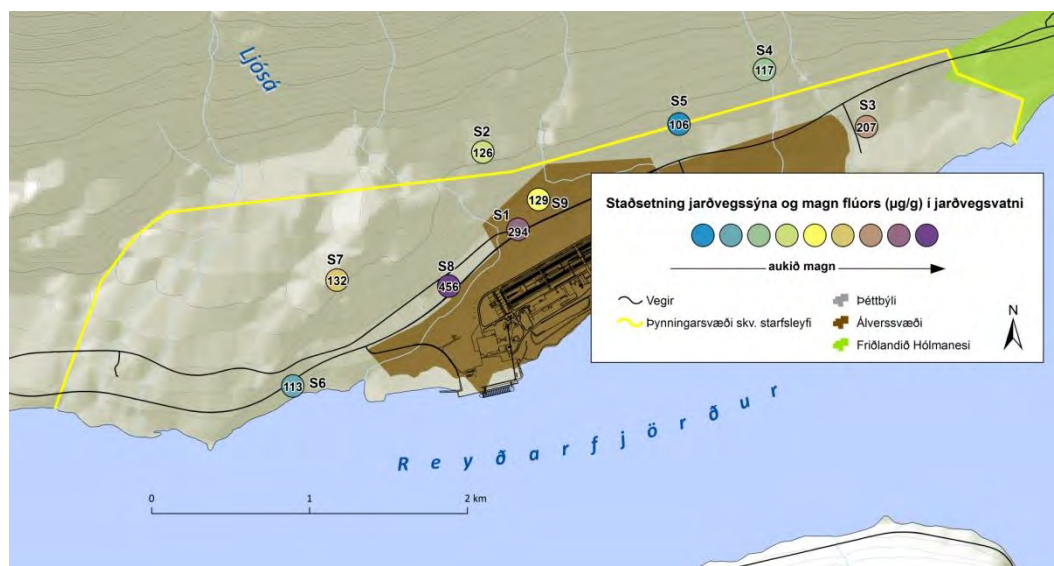 Ljósá
S4
117
S5
106
S3
207
S2
126
129
S9
S1
294
S7
132
S8
456
113
S6
Staðsetning jarðvegssýna og magn flúors (µg/g) í jarðvegsvatni
aukið magn
Vegir
Þynningarsvæði skv. starfsleyfi
Þéttbýli
Álverssvæði
Friðlandið Hólmanesi
N
Reyðarfjörður
0 1 2 km